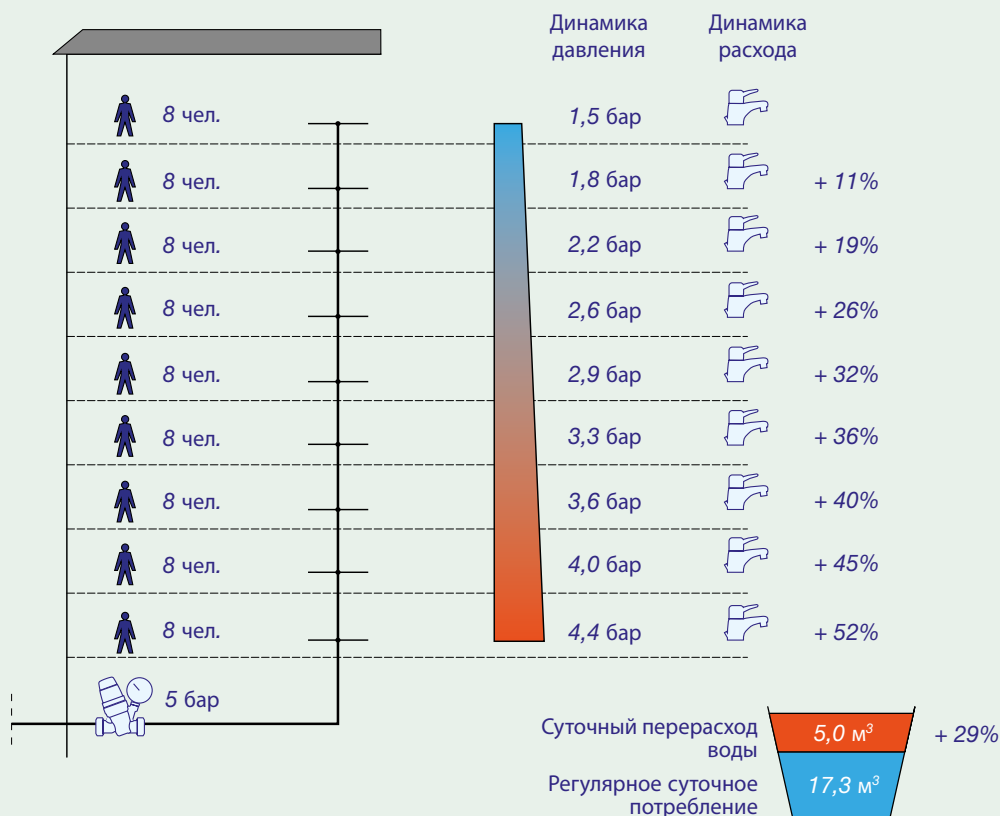 Динамика
давления
Динамика
расхода
8 чел.
1,5 бар
8 чел.
1,8 бар
+ 11%
8 чел.
2,2 бар
+ 19%
8 чел.
2,6 бар
+ 26%
8 чел.
2,9 бар
+ 32%
8 чел.
3,3 бар
+ 36%
8 чел.
3,6 бар
+ 40%
8 чел.
4,0 бар
+ 45%
8 чел.
4,4 бар
+ 52%
5 бар
Суточный перерасход
воды
5,0 м³
+ 29%
Регулярное суточное
потребление
17,3 м³